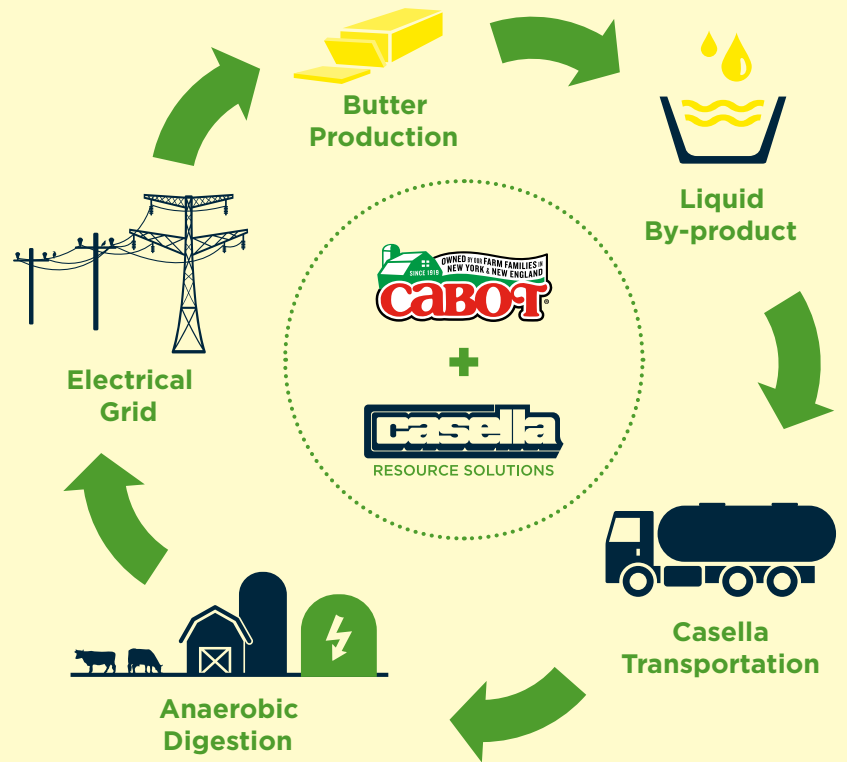 Butter
Production
Liquid
By-product
Casella
Transportation
Anaerobic
Digestion
Electrical
Grid
OWNED BY OUR FARM FAMILIES IN
NEW YORK & NEW ENGLAND
SINCE 1919
CABOT®
+
casella
RESOURCE SOLUTIONS